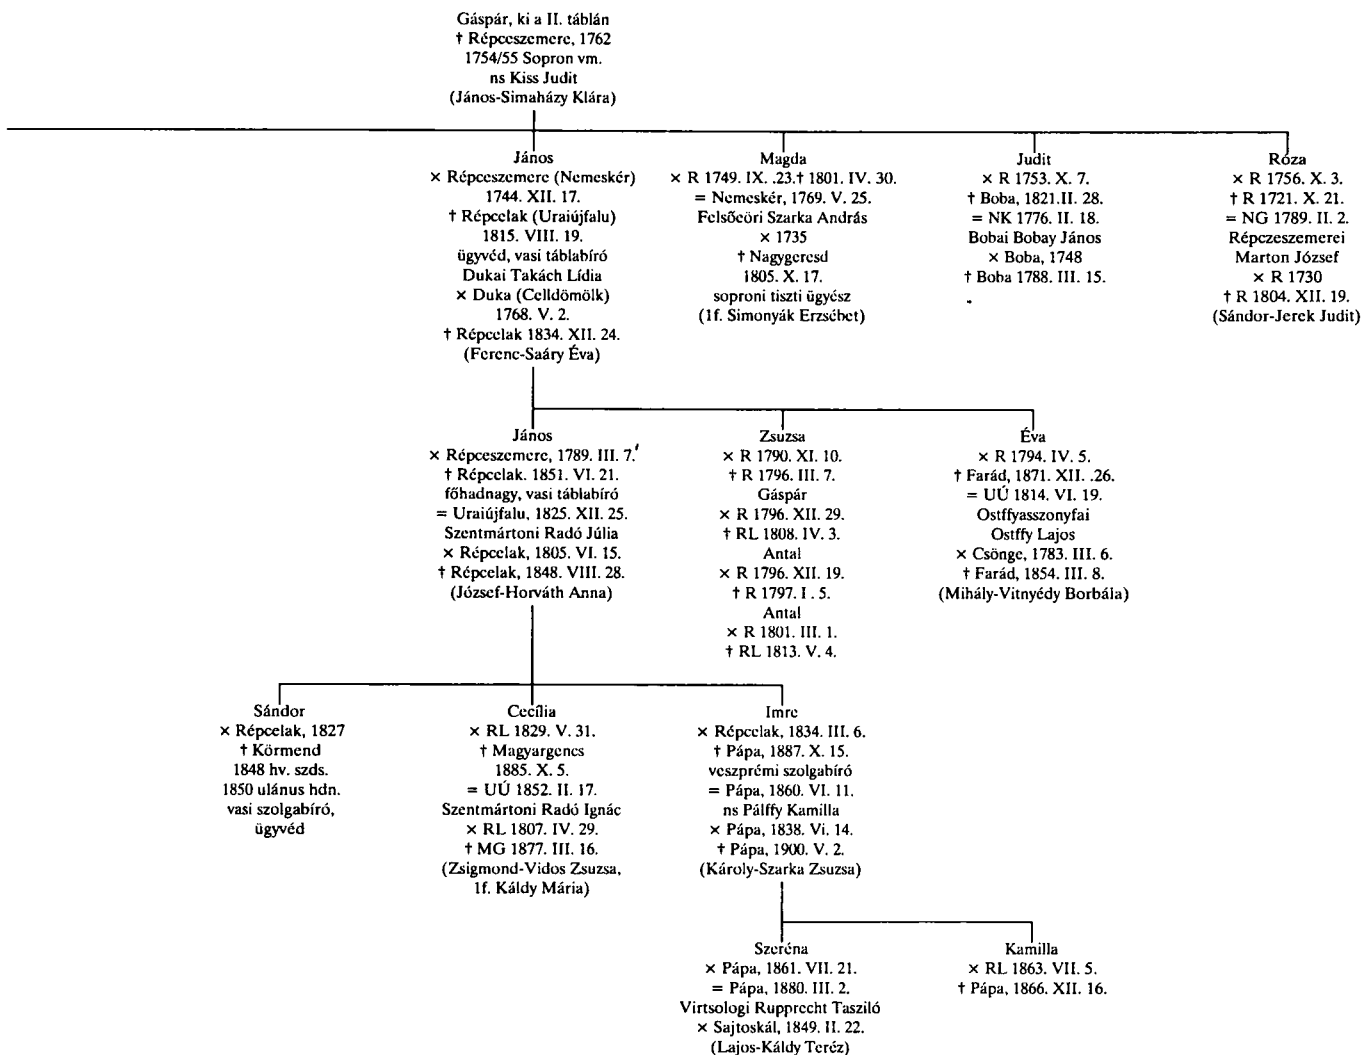 Gáspár, ki a II. táblán
† Répceszemere, 1762
1754/55 Sopron vm.
ns Kiss Judit
(János-Simaházy Klára)
János
× Répceszemere (Nemeskér)
1744. XII. 17.
† Répcelak (Uraiújfalu)
1815. VIII. 19.
ügyvéd, vasi táblabíró
Dukai Takách Lídia
× Duka (Celldömölk)
1768. V. 2.
† Répcelak 1834. XII. 24.
(Ferenc-Saáry Éva)
Magda
× R 1749. IX. .23.† 1801. IV. 30.
= Nemeskér, 1769. V. 25.
Felsőeöri Szarka András
× 1735
† Nagygeresd
1805. X. 17.
soproni tiszti ügyész
(1f. Simonyák Erzsébet)
Judit
× R 1753. X. 7.
† Boba, 1821.II. 28.
= NK 1776. II. 18.
Bobai Bobay János
× Boba, 1748
† Boba 1788. III. 15.
Róza
× R 1756. X. 3.
† R 1721. X. 21.
= NG 1789. II. 2.
Répczeszemerei
Marton József
× R 1730
† R 1804. XII. 19.
(Sándor-Jerek Judit)
János
× Répceszemere, 1789. III. 7.
† Répcelak. 1851. VI. 21.
főhadnagy, vasi táblabíró
= Uraiújfalu, 1825. XII. 25.
Szentmártoni Radó Júlia
× Répcelak, 1805. VI. 15.
† Répcelak, 1848. VIII. 28.
(József-Horváth Anna)
Zsuzsa
× R 1790. XI. 10.
† R 1796. III. 7.
Gáspár
× R 1796. XII. 29.
† RL 1808. IV. 3.
Antal
× R 1796. XII. 19.
† R 1797. I . 5.
Antal
× R 1801. III. 1.
† RL 1813. V. 4.
Éva
× R 1794. IV. 5.
† Farád, 1871. XII. .26.
= UÚ 1814. VI. 19.
Ostffyasszonyfai
Ostffy Lajos
× Csönge, 1783. III. 6.
† Farád, 1854. III. 8.
(Mihály-Vitnyédy Borbála)
Sándor
× Répcelak, 1827
† Körmend
1848 hv. szds.
1850 ulánus hdn.
vasi szolgabíró,
ügyvéd
Cecília
× RL 1829. V. 31.
† Magyargencs
1885. X. 5.
= UÚ 1852. II. 17.
Szentmártoni Radó Ignác
× RL 1807. IV. 29.
† MG 1877. III. 16.
(Zsigmond-Vidos Zsuzsa,
1f. Káldy Mária)
Imre
× Répcelak, 1834. III. 6.
† Pápa, 1887. X. 15.
veszprémi szolgabíró
= Pápa, 1860. VI. 11.
ns Pálffy Kamilla
× Pápa, 1838. Vi. 14.
† Pápa, 1900. V. 2.
(Károly-Szarka Zsuzsa)
Szeréna
× Pápa, 1861. VII. 21.
= Pápa, 1880. III. 2.
Virtsologi Rupprecht Tasziló
× Sajtoskál, 1849. II. 22.
(Lajos-Káldy Teréz)
Kamilla
× RL 1863. VII. 5.
† Pápa, 1866. XII. 16.